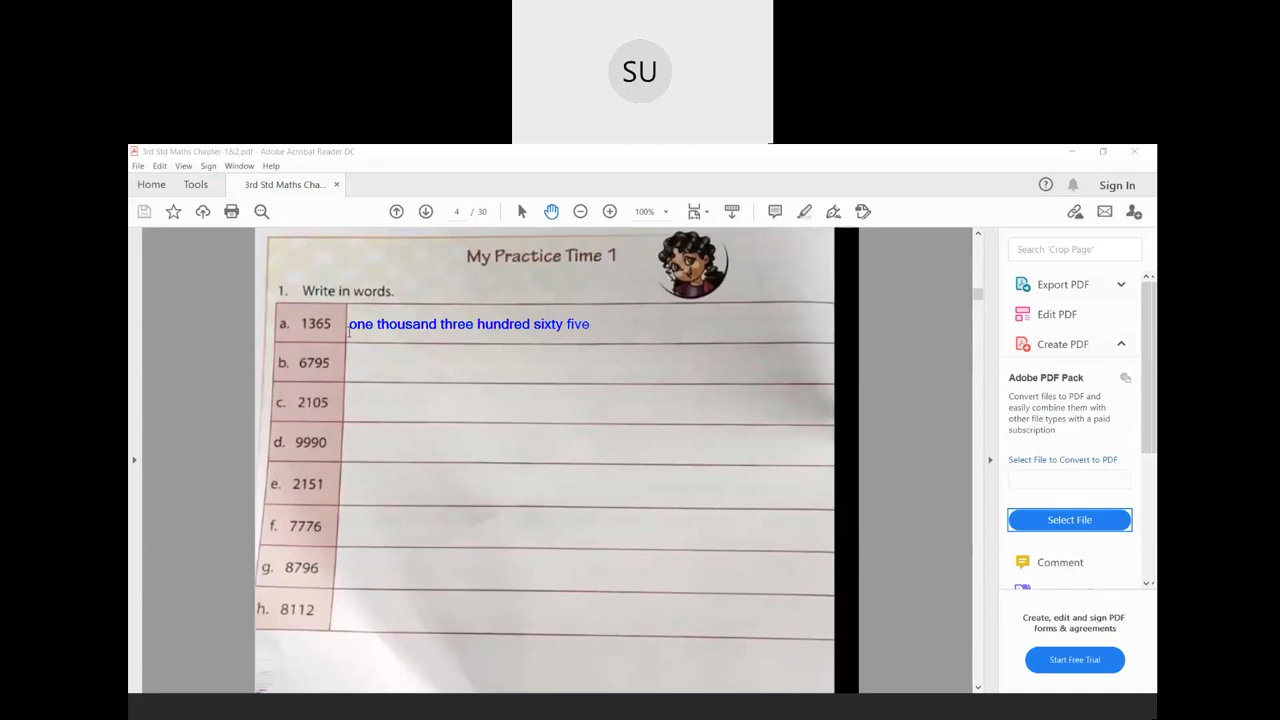 SU
3rd Std Maths Chapter-1&2.pdf - Adobe Acrobat Reader DC
File Edit View Sign Window Help
Home Tools 3rd Std Maths Cha... × Sign In
4 / 30 100%
My Practice Time 1
1. Write in words.
a. 1365 one thousand three hundred sixty five
b. 6795
c. 2105
d. 9990
e. 2151
f. 7776
g. 8796
h. 8112
Search 'Crop Page'
Export PDF
Edit PDF
Create PDF
Adobe PDF Pack
Convert files to PDF and
easily combine them with
other file types with a paid
subscription
Select File to Convert to PDF
Select File
Comment
Create, edit and sign PDF
forms & agreements
Start Free Trial